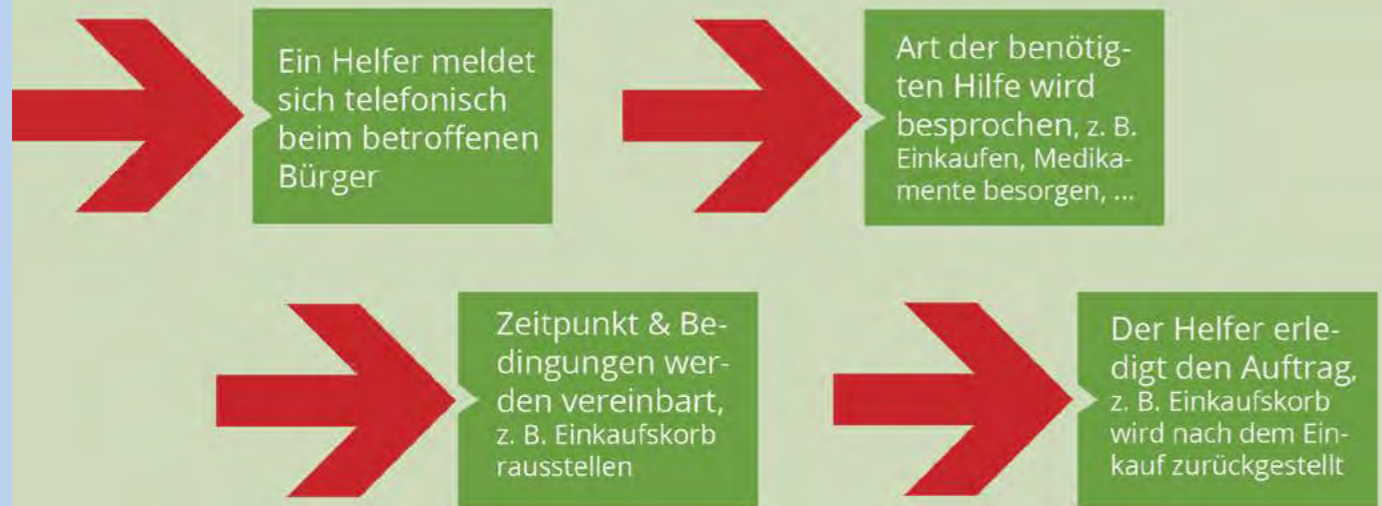 Ein Helfer meldet
sich telefonisch
beim betroffenen
Bürger
Art der benötig-
ten Hilfe wird
besprochen, z. B.
Einkaufen, Medika-
mente besorgen, ...
Zeitpunkt & Be-
dingungen wer-
den vereinbart,
z. B. Einkaufskorb
rausstellen
Der Helfer erle-
digt den Auftrag,
z. B. Einkaufskorb
wird nach dem Ein-
kauf zurückgestellt